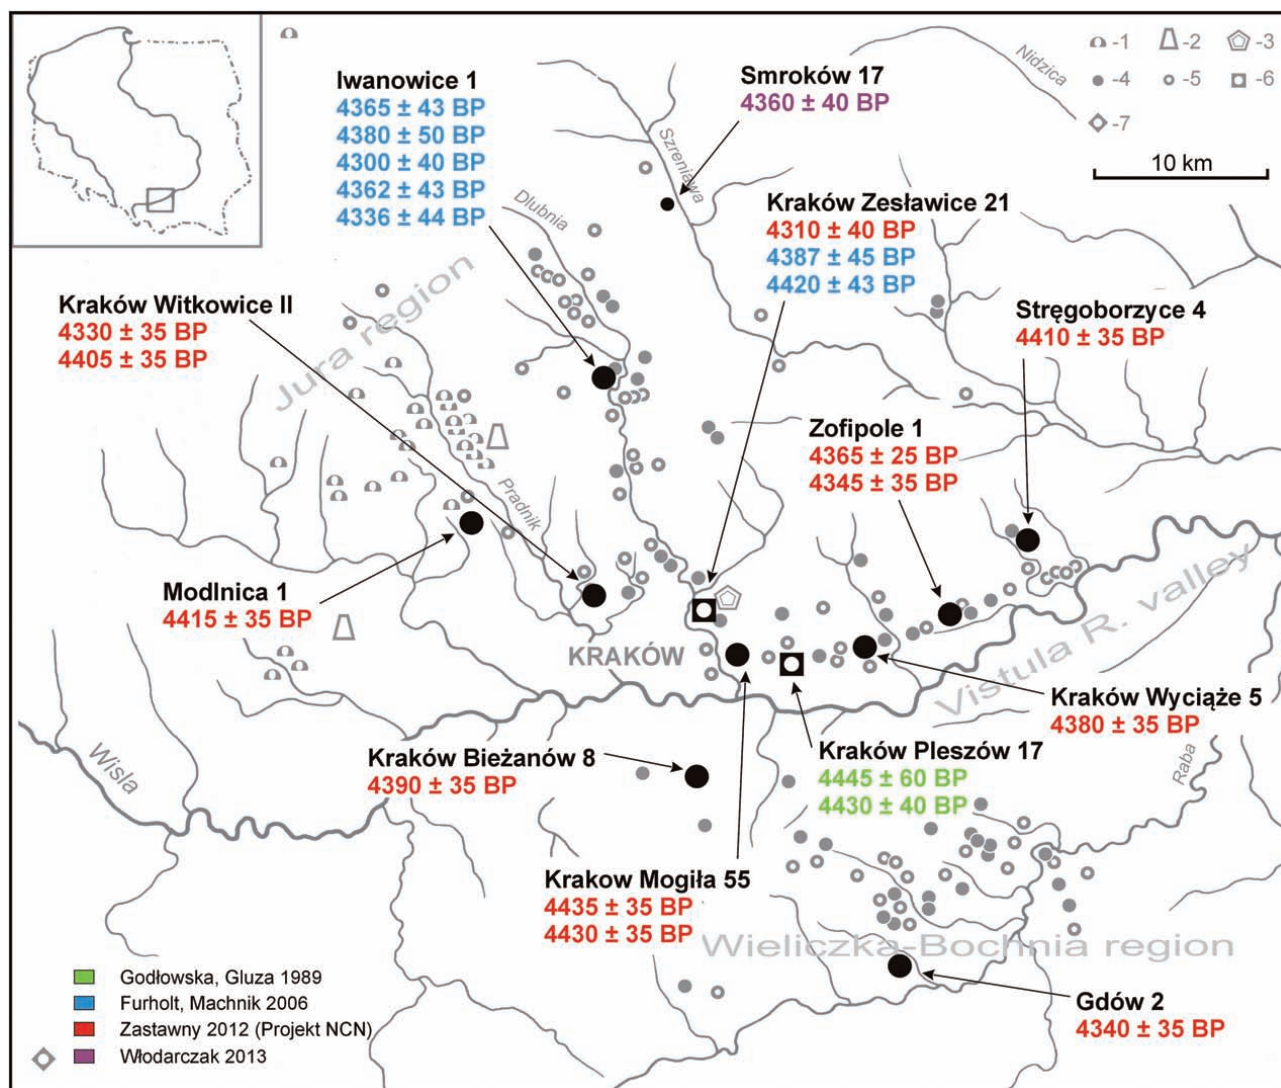 Nidzica
-1
-2
-3
-4
-5
-6
-7
10 km
Iwanowice 1
4365 ± 43 BP
4380 ± 50 BP
4300 ± 40 BP
4362 ± 43 BP
4336 ± 44 BP
Smroków 17
4360 ± 40 BP
Szreniawa
Dlubnia
Kraków Zesławice 21
4310 ± 40 BP
4387 ± 45 BP
4420 ± 43 BP
Kraków Witkowice II
4330 ± 35 BP
4405 ± 35 BP
Jura region
Stręgoborzyce 4
4410 ± 35 BP
Zofipole 1
4365 ± 25 BP
4345 ± 35 BP
Pradnik
Modlnica 1
4415 ± 35 BP
KRAKÓW
Vistula R. valley
Kraków Wyciąże 5
4380 ± 35 BP
Wisla
Kraków Bieżanów 8
4390 ± 35 BP
Kraków Pleszów 17
4445 ± 60 BP
4430 ± 40 BP
Raba
Krakow Mogiła 55
4435 ± 35 BP
4430 ± 35 BP
Wieliczka-Bochnia region
Gdów 2
4340 ± 35 BP
Godłowska, Gluza 1989
Furholt, Machnik 2006
Zastawny 2012 (Projekt NCN)
Włodarczak 2013